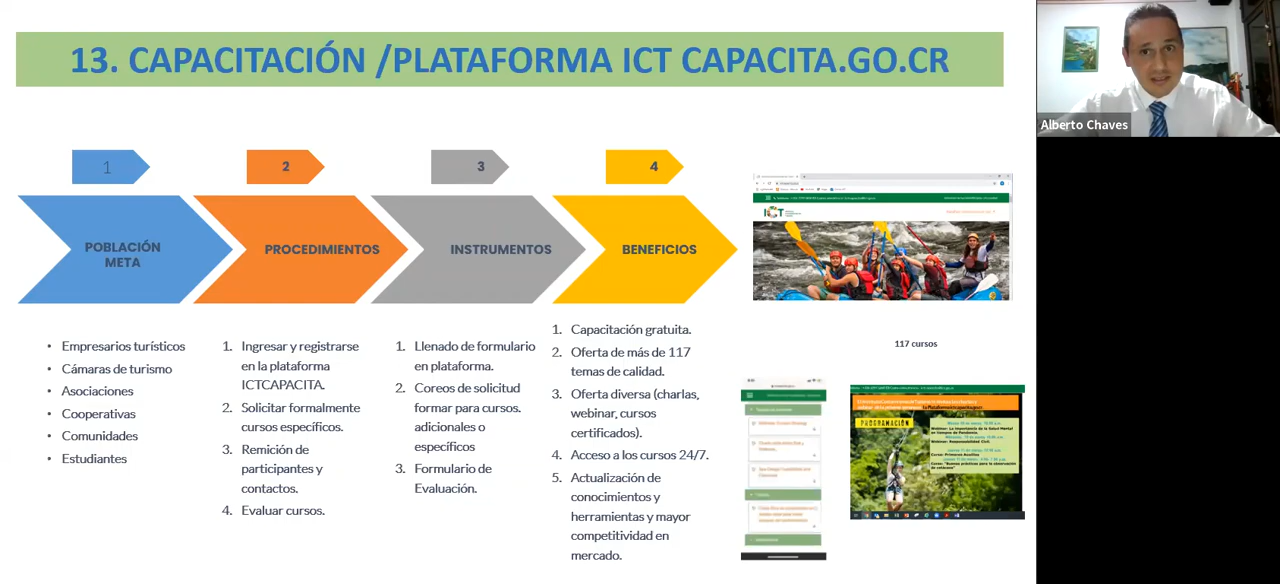 13. CAPACITACIÓN /PLATAFORMA ICT CAPACITA.GO.CR
Alberto Chaves
1
2
3
4
POBLACIÓN
META
PROCEDIMIENTOS
INSTRUMENTOS
BENEFICIOS
• Empresarios turísticos
• Cámaras de turismo
• Asociaciones
• Cooperativas
• Comunidades
• Estudiantes
1. Ingresar y registrarse
en la plataforma
ICTCAPACITA.
2. Solicitar formalmente
cursos específicos.
3. Remición de
participantes y
contactos.
4. Evaluar cursos.
1. Llenado de formulario
en plataforma.
2. Coreos de solicitud
formar para cursos.
adicionales o
específicos
3. Formulario de
Evaluación.
1. Capacitación gratuita.
2. Oferta de más de 117
temas de calidad.
3. Oferta diversa (charlas,
webinar, cursos
certificados).
4. Acceso a los cursos 24/7.
5. Actualización de
conocimientos y
herramientas y mayor
competitividad en
mercado.
ICT
117 cursos
PROGRAMACIÓN